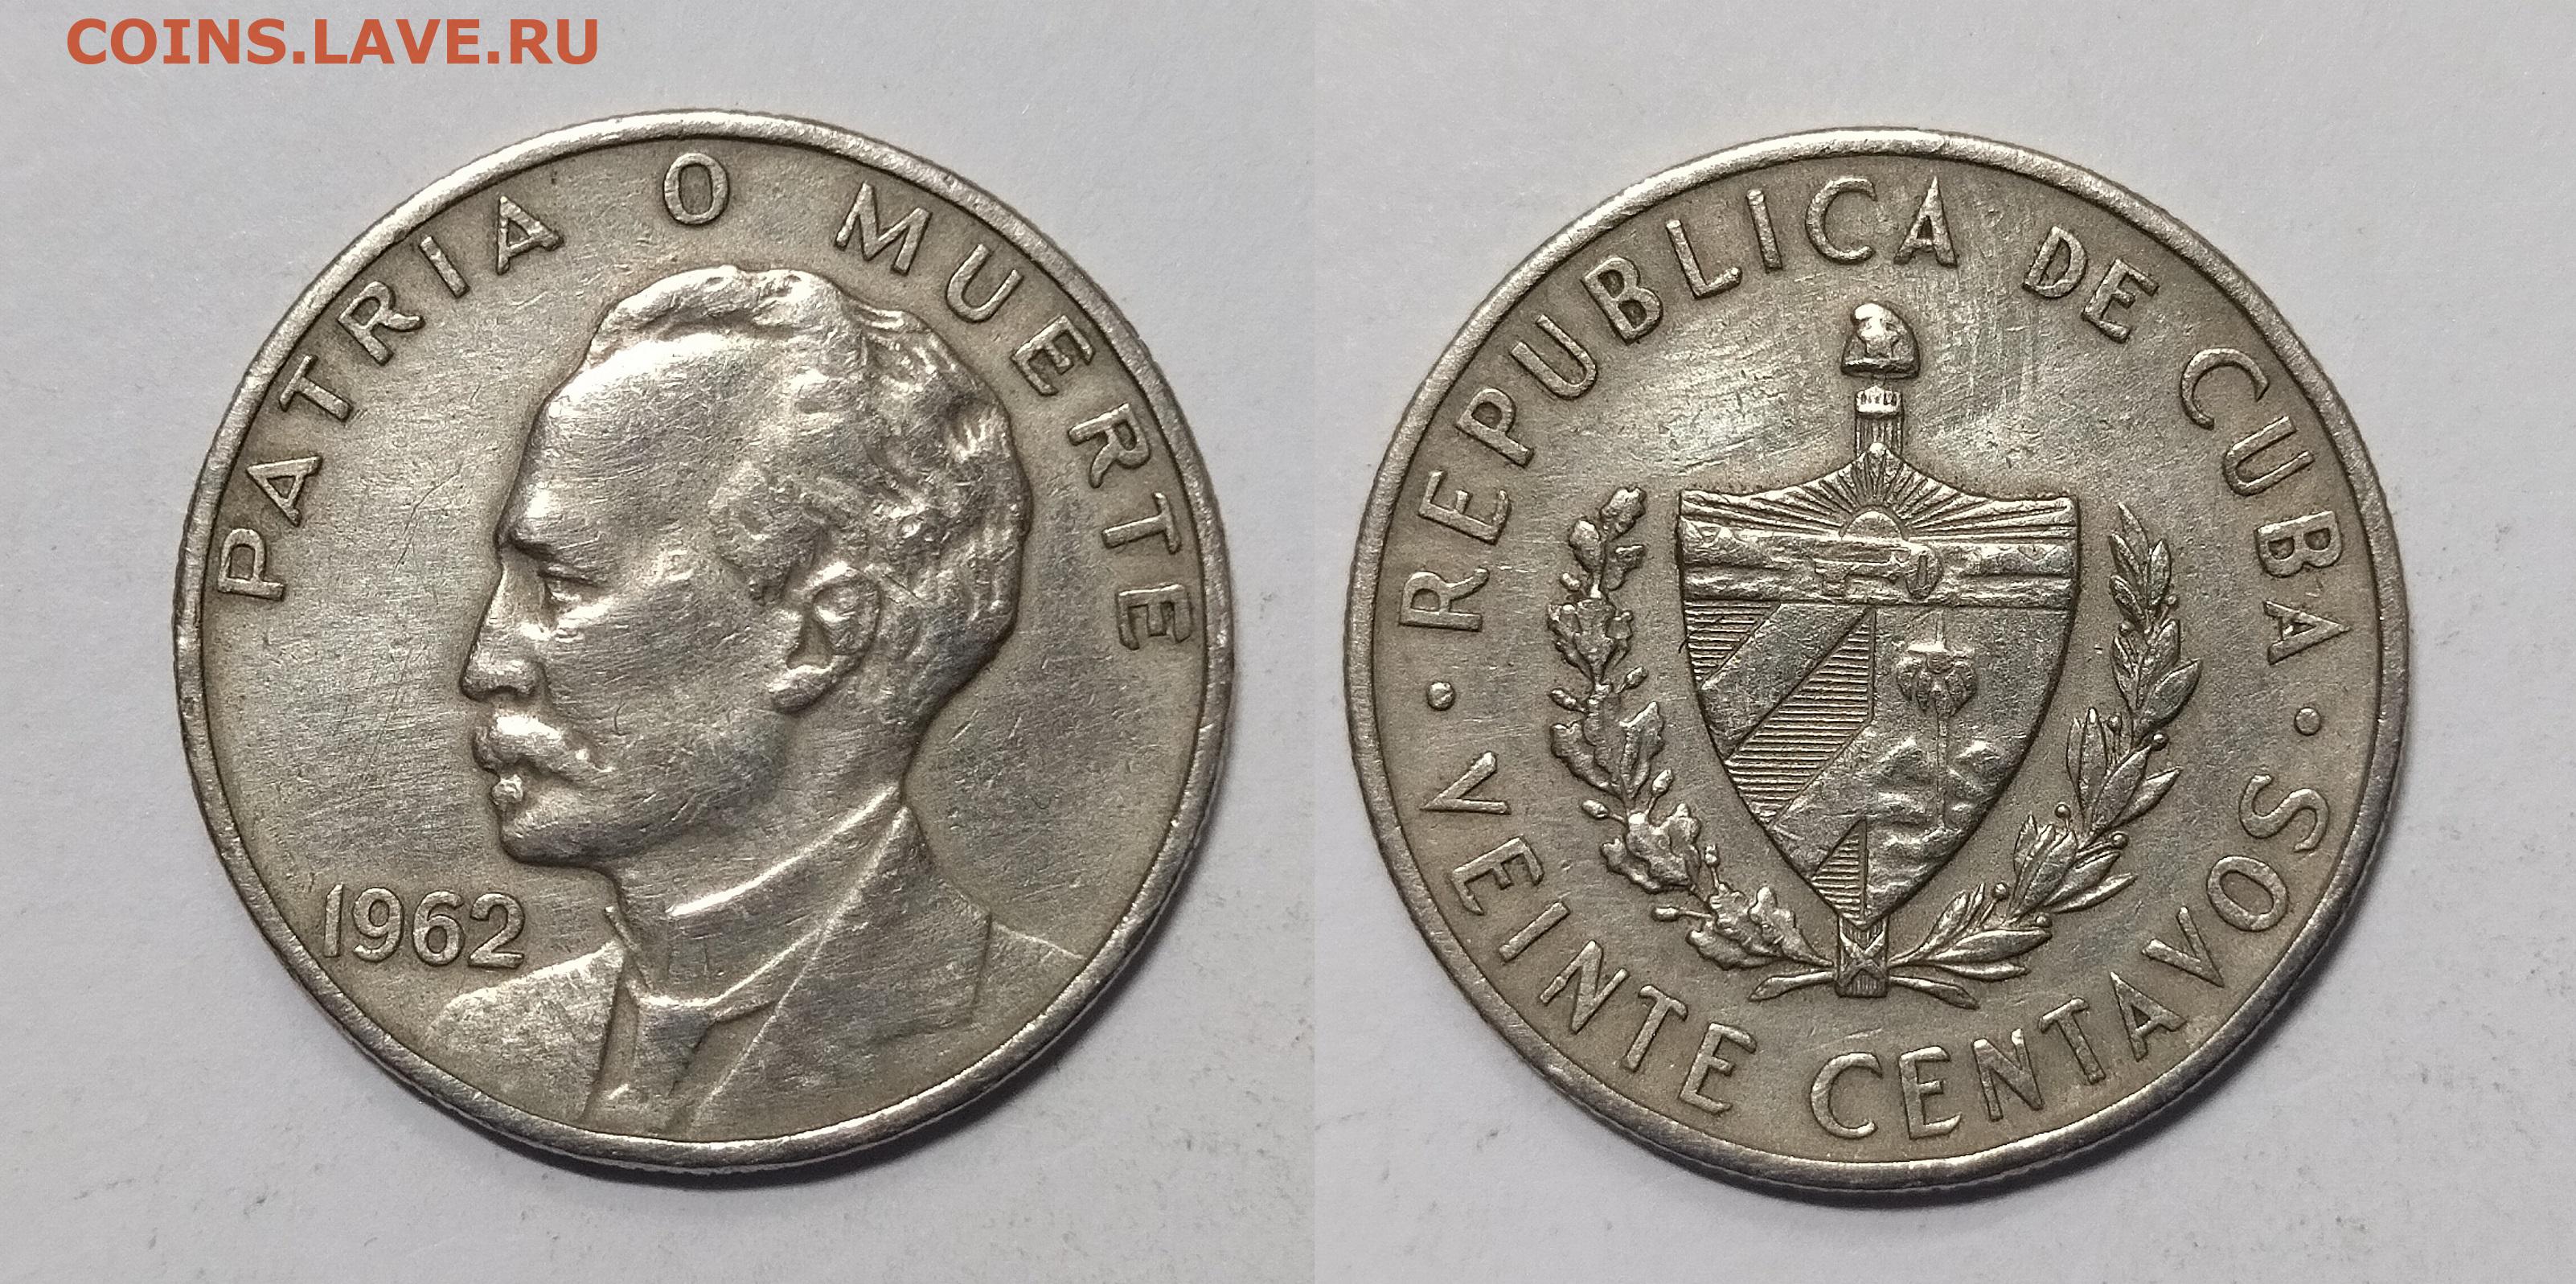 COINS.LAVE.RU
PATRIA O MUERTE
1962
REPUBLICA DE CUBA
VEINTE CENTAVOS